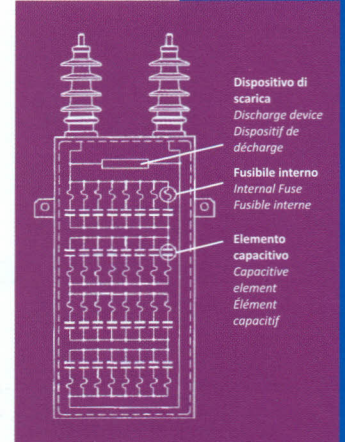 Dispositivo di
scarica
Discharge device
Dispositif de
décharge
Fusibile interno
Internal Fuse
Fusible interne
Elemento
capacitivo
Capacitive
element
Élément
capacitif